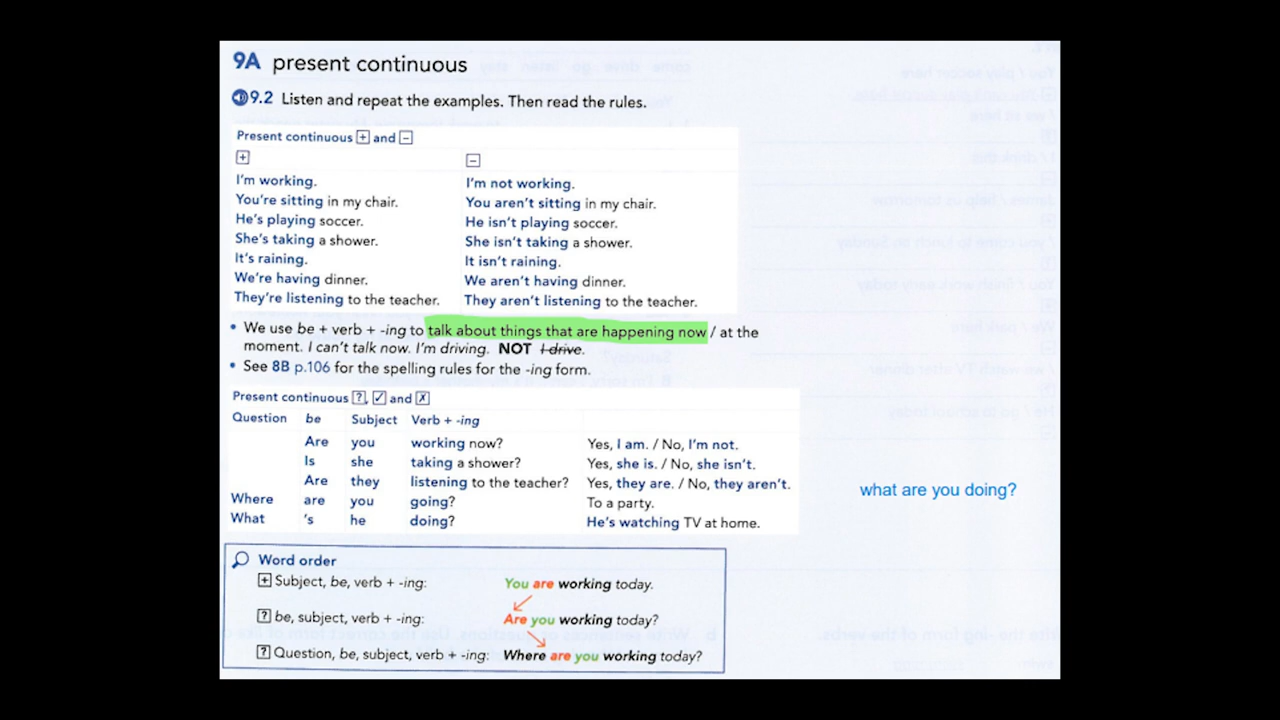 9A present continuous
9.2 Listen and repeat the examples. Then read the rules.
Present continuous + and −
+ −
I'm working. I'm not working.
You're sitting in my chair. You aren't sitting in my chair.
He's playing soccer. He isn't playing soccer.
She's taking a shower. She isn't taking a shower.
It's raining. It isn't raining.
We're having dinner. We aren't having dinner.
They're listening to the teacher. They aren't listening to the teacher.
• We use be + verb + -ing to talk about things that are happening now / at the
moment. I can't talk now. I'm driving. NOT I drive.
• See 8B p.106 for the spelling rules for the -ing form.
Present continuous ?, ✓ and ✗
Question be Subject Verb + -ing
Are you working now? Yes, I am. / No, I'm not.
Is she taking a shower? Yes, she is. / No, she isn't.
Are they listening to the teacher? Yes, they are. / No, they aren't.
Where are you going? To a party.
What 's he doing? He's watching TV at home.
what are you doing?
Word order
+ Subject, be, verb + -ing: You are working today.
? be, subject, verb + -ing: Are you working today?
? Question, be, subject, verb + -ing: Where are you working today?